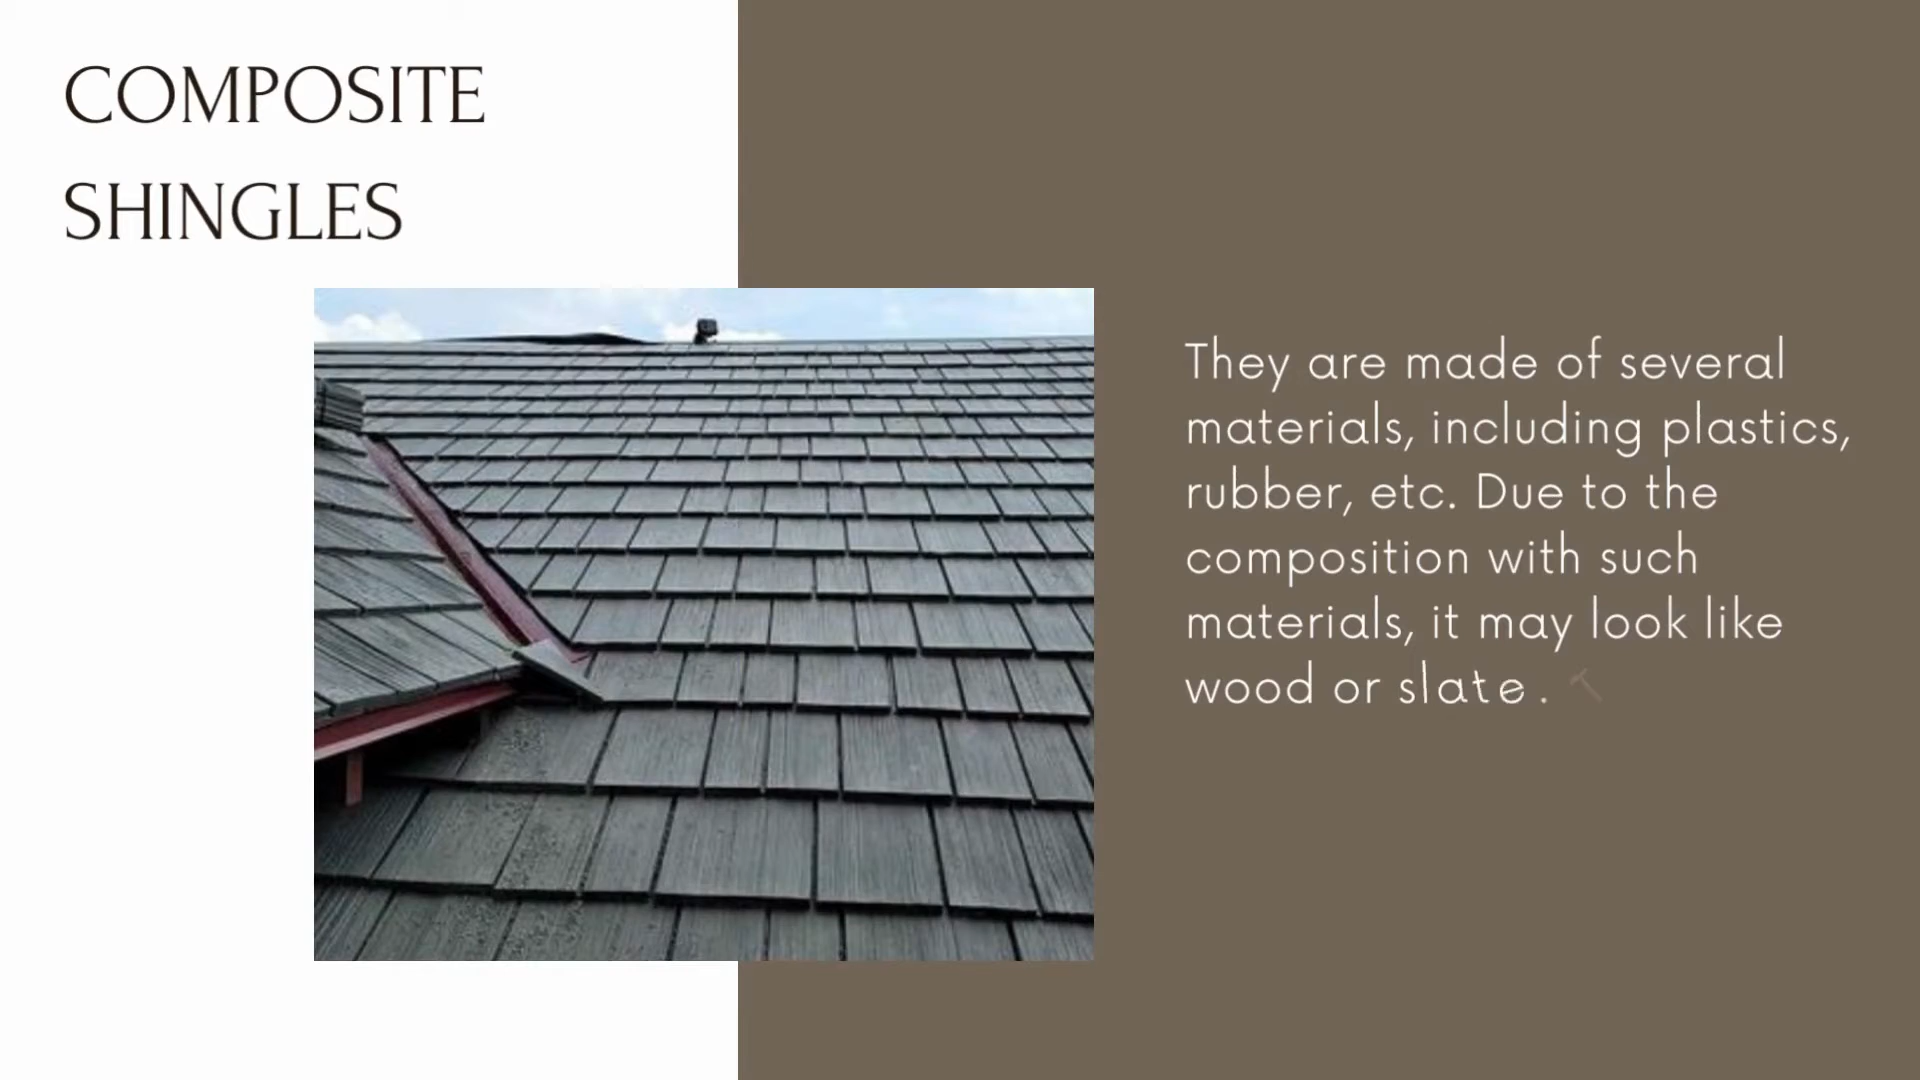 COMPOSITE
SHINGLES
They are made of several
materials, including plastics,
rubber, etc. Due to the
composition with such
materials, it may look like
wood or slate.